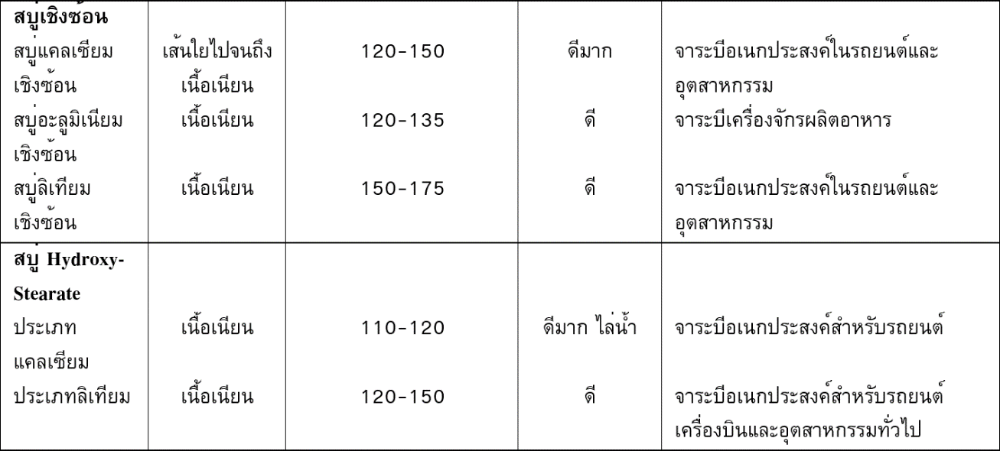 สบู่เชิงซ้อน
สบู่แคลเซียม เส้นใยไปจนถึง 120-150 ดีมาก จาระบีอเนกประสงค์ในรถยนต์และ
เชิงซ้อน เนื้อเนียน อุตสาหกรรม
สบู่อะลูมิเนียม เนื้อเนียน 120-135 ดี จาระบีเครื่องจักรผลิตอาหาร
เชิงซ้อน
สบู่ลิเทียม เนื้อเนียน 150-175 ดี จาระบีอเนกประสงค์ในรถยนต์และ
เชิงซ้อน อุตสาหกรรม
สบู่ Hydroxy-
Stearate
ประเภท เนื้อเนียน 110-120 ดีมาก ไล่น้ำ จาระบีอเนกประสงค์สำหรับรถยนต์
แคลเซียม
ประเภทลิเทียม เนื้อเนียน 120-150 ดี จาระบีอเนกประสงค์สำหรับรถยนต์
เครื่องบินและอุตสาหกรรมทั่วไป